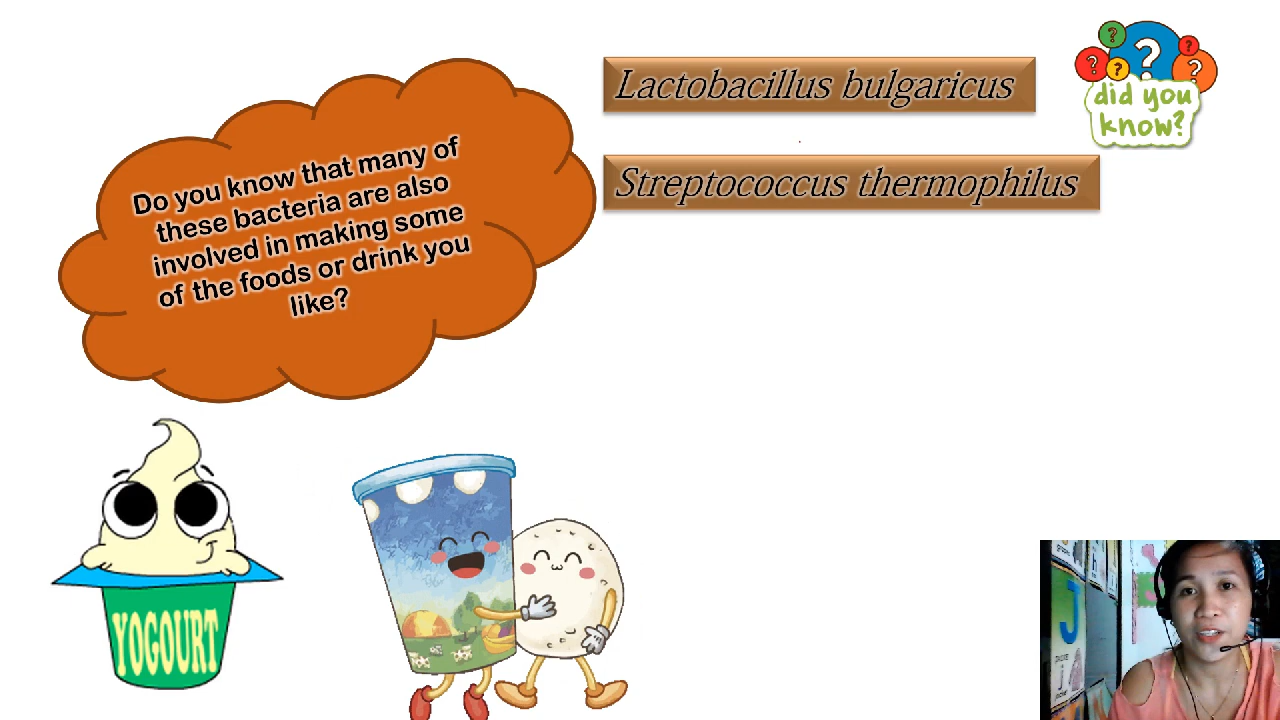 Lactobacillus bulgaricus
did you
know?
Streptococcus thermophilus
Do you know that many of
these bacteria are also
involved in making some
of the foods or drink you
like?
YOGOURT
J